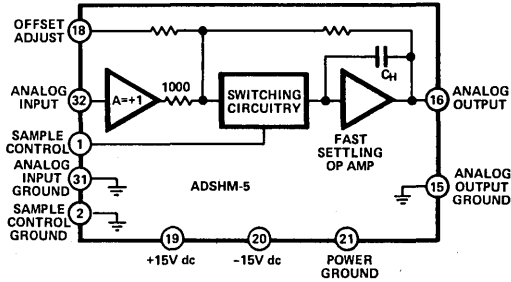 OFFSET
ADJUST
18
ANALOG
INPUT
32
A=+1
1000
SWITCHING
CIRCUITRY
CH
16
ANALOG
OUTPUT
SAMPLE
CONTROL
1
FAST
SETTLING
OP AMP
ANALOG
INPUT
GROUND
31
ADSHM-5
15
ANALOG
OUTPUT
GROUND
SAMPLE
CONTROL
GROUND
2
19
20
21
+15V dc
-15V dc
POWER
GROUND